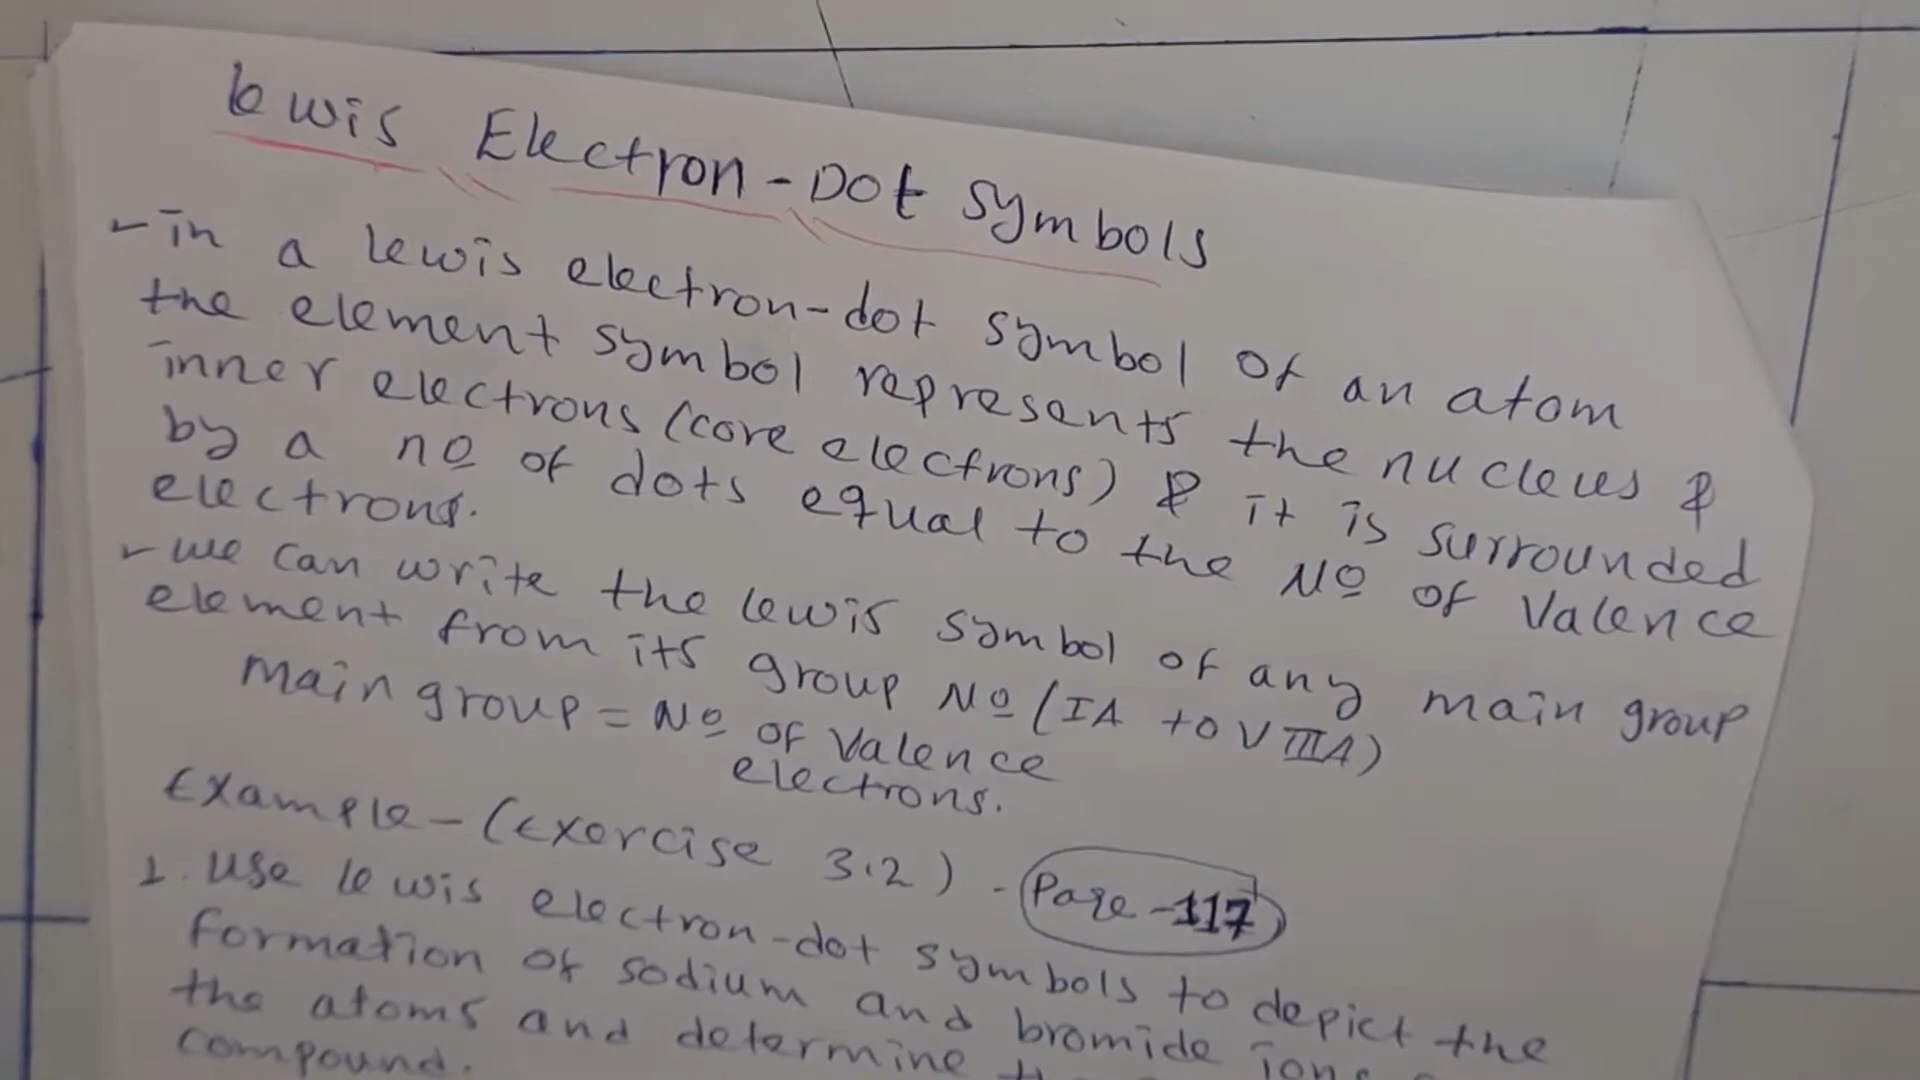 Lewis Electron-Dot Symbols
- in a lewis electron-dot symbol of an atom
the element symbol represents the nucleus &
inner electrons (core electrons) & it is surrounded
by a no of dots equal to the No of Valence
electrons.
- we can write the lewis symbol of any main group
element from its group No (IA to VIIIA)
main group = No of Valence
electrons.
Example - (Exercise 3.2) - Page - 117
1. Use lewis electron-dot symbols to depict the
formation of sodium and bromide ions
the atoms and determine
compound.